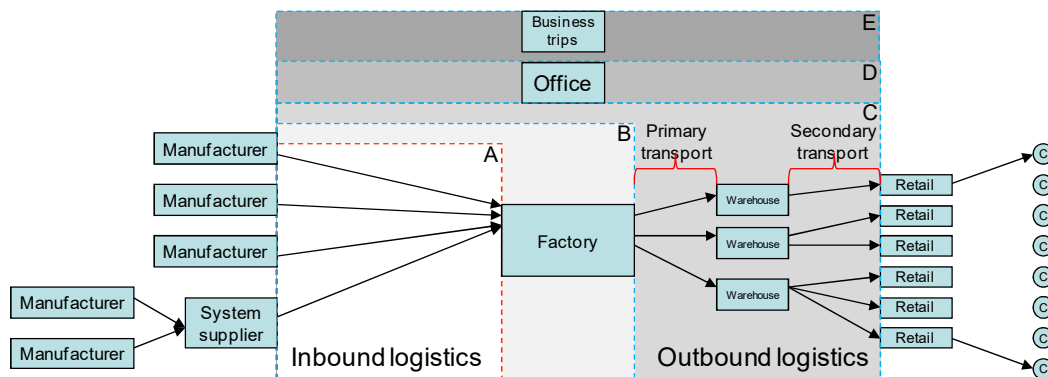 Business
trips
E
Office
D
C
B
Primary
transport
Secondary
transport
A
Manufacturer
Manufacturer
Manufacturer
Manufacturer
Manufacturer
System
supplier
Factory
Warehouse
Warehouse
Warehouse
Retail
Retail
Retail
Retail
Retail
Retail
C
C
C
C
C
C
C
C
Inbound logistics
Outbound logistics